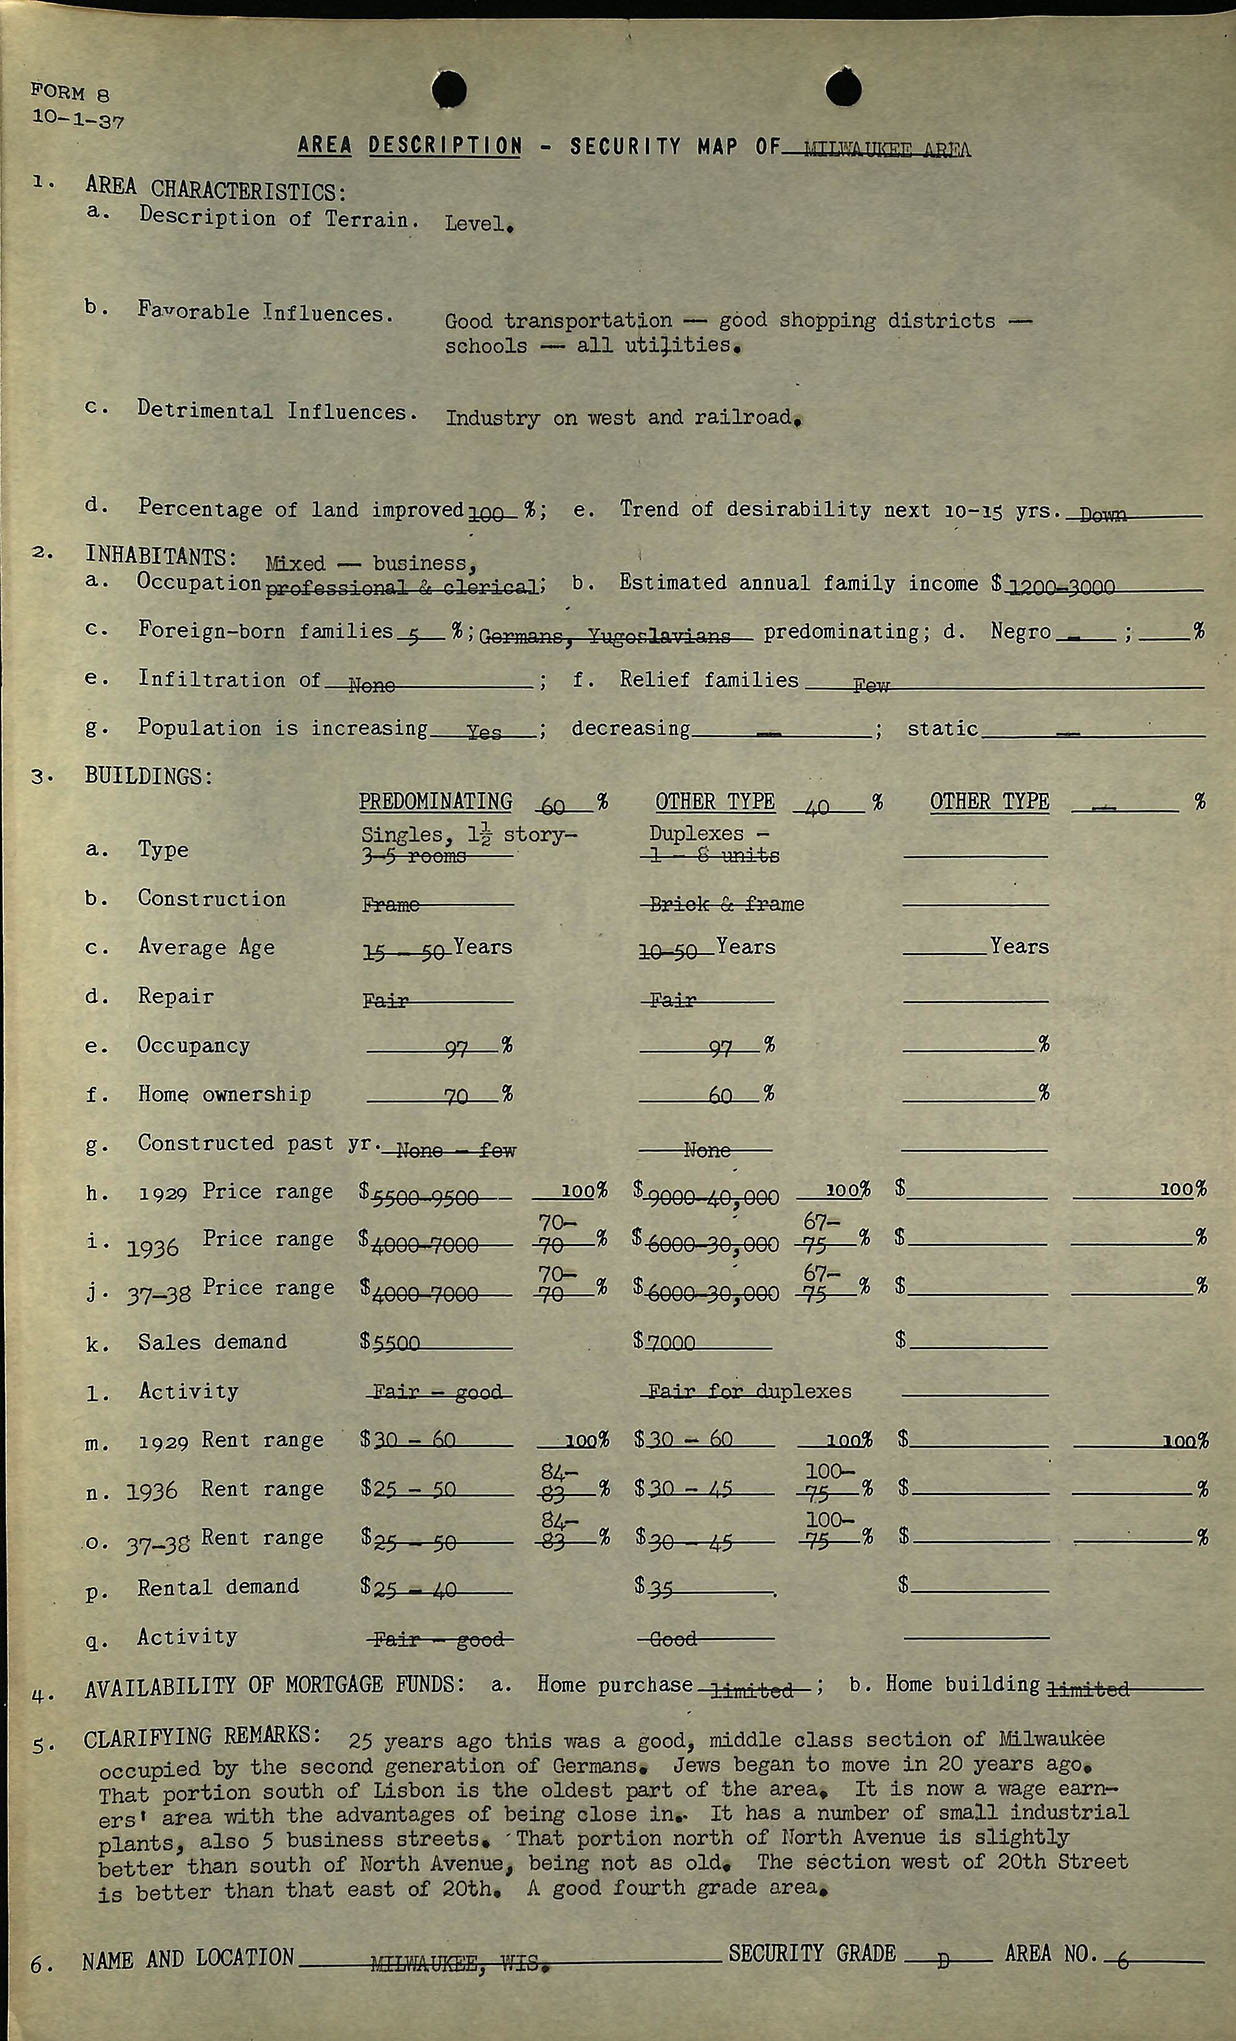 FORM 8
10-1-37
AREA DESCRIPTION - SECURITY MAP OF MILWAUKEE AREA
1. AREA CHARACTERISTICS:
a. Description of Terrain. Level.
b. Favorable Influences. Good transportation — good shopping districts —
schools — all utilities.
c. Detrimental Influences. Industry on west and railroad.
d. Percentage of land improved 100 %; e. Trend of desirability next 10-15 yrs. Down
2. INHABITANTS: Mixed — business,
a. Occupation professional & clerical; b. Estimated annual family income $ 1200-3000
c. Foreign-born families 5 %; Germans, Yugoslavians predominating; d. Negro — ; %
e. Infiltration of None ; f. Relief families Few
g. Population is increasing Yes ; decreasing — ; static —
3. BUILDINGS:
PREDOMINATING 60 % OTHER TYPE 40 % OTHER TYPE — %
Singles, 1½ story- Duplexes -
a. Type 3-5 rooms 1 - 8 units
b. Construction Frame Brick & frame
c. Average Age 15 - 50 Years 10-50 Years Years
d. Repair Fair Fair
e. Occupancy 97 % 97 % %
f. Home ownership 70 % 60 % %
g. Constructed past yr. None - few None
h. 1929 Price range $5500-9500 100% $9000-40,000 100% $ 100%
70- 67-
i. 1936 Price range $4000-7000 70 % $6000-30,000 75 % $ %
70- 67-
j. 37-38 Price range $4000-7000 70 % $6000-30,000 75 % $ %
k. Sales demand $5500 $7000 $
l. Activity Fair - good Fair for duplexes
m. 1929 Rent range $30 - 60 100% $30 - 60 100% $ 100%
84- 100-
n. 1936 Rent range $25 - 50 83 % $30 - 45 75 % $ %
84- 100-
o. 37-38 Rent range $25 - 50 83 % $30 - 45 75 % $ %
p. Rental demand $25 - 40 $35 $
q. Activity Fair - good Good
4. AVAILABILITY OF MORTGAGE FUNDS: a. Home purchase limited ; b. Home building limited
5. CLARIFYING REMARKS: 25 years ago this was a good, middle class section of Milwaukee
occupied by the second generation of Germans. Jews began to move in 20 years ago.
That portion south of Lisbon is the oldest part of the area. It is now a wage earn-
ers' area with the advantages of being close in. It has a number of small industrial
plants, also 5 business streets. That portion north of North Avenue is slightly
better than south of North Avenue, being not as old. The section west of 20th Street
is better than that east of 20th. A good fourth grade area.
6. NAME AND LOCATION MILWAUKEE, WIS. SECURITY GRADE D AREA NO. 6